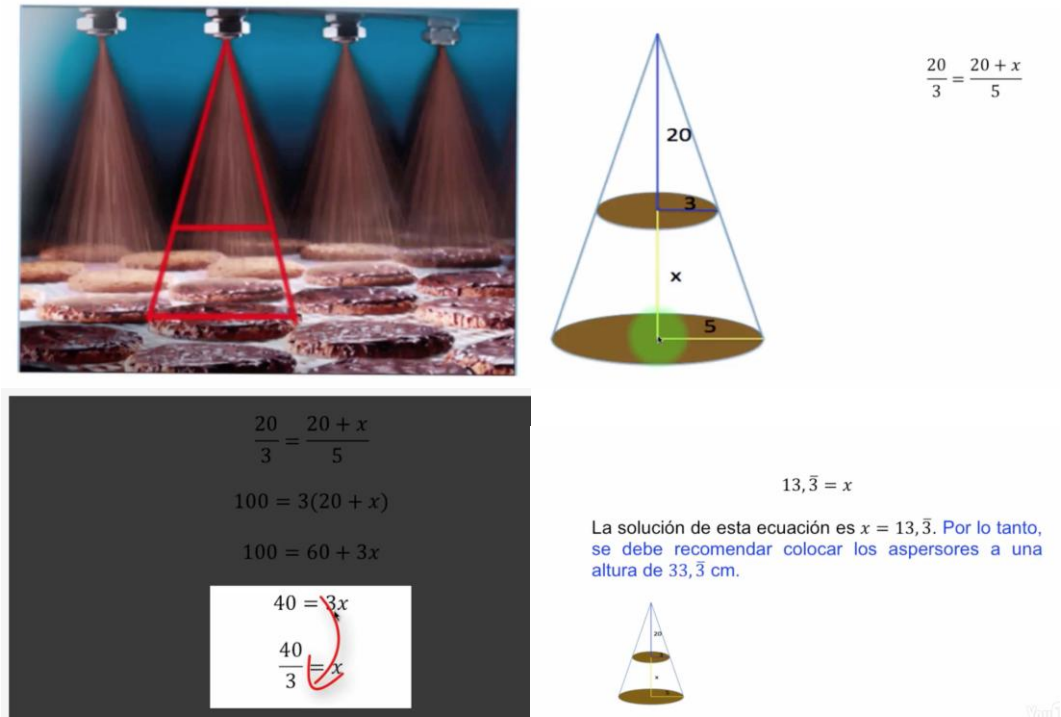 20
3
x
5
20/3 = 20 + x/5
20/3 = 20 + x/5
100 = 3(20 + x)
100 = 60 + 3x
40 = 3x
40/3 = x
13,3̅ = x
La solución de esta ecuación es x = 13,3̅. Por lo tanto,
se debe recomendar colocar los aspersores a una
altura de 33,3̅ cm.
20
x